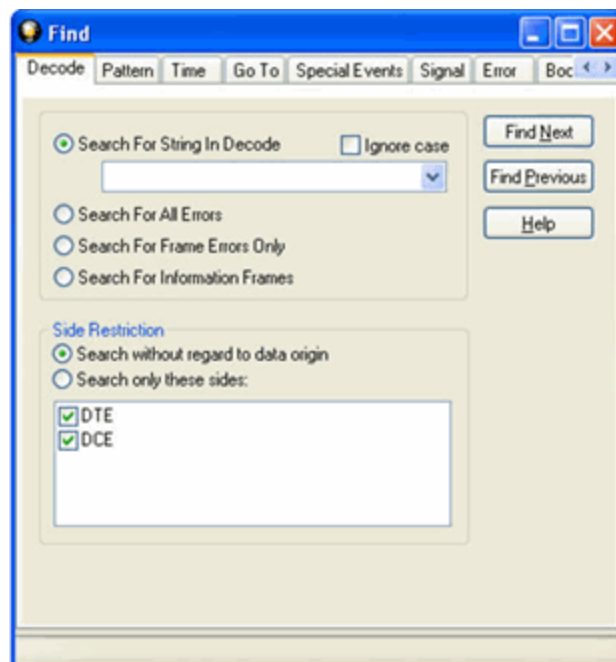 Find
Decode Pattern Time Go To Special Events Signal Error
Search For String In Decode Ignore case
Find Next
Find Previous
Search For All Errors
Help
Search For Frame Errors Only
Search For Information Frames
Side Restriction
Search without regard to data origin
Search only these sides:
DTE
DCE